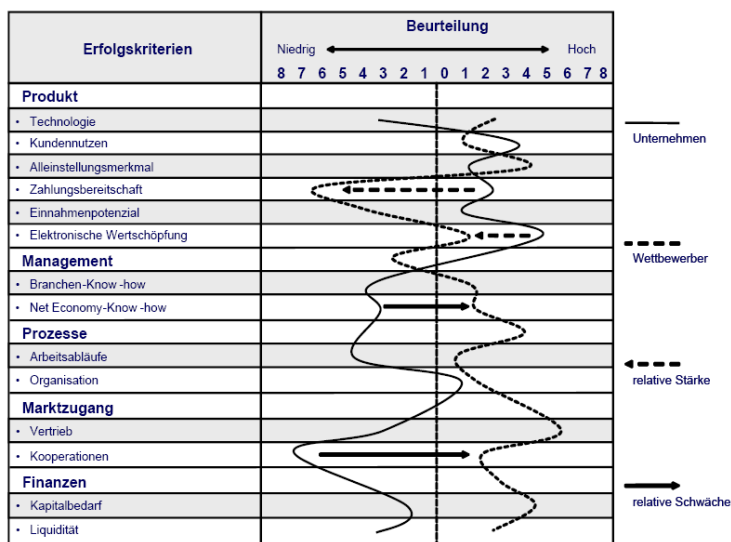 Erfolgskriterien
Beurteilung
Niedrig Hoch
8 7 6 5 4 3 2 1 0 1 2 3 4 5 6 7 8
Produkt
• Technologie
• Kundennutzen
• Alleinstellungsmerkmal
• Zahlungsbereitschaft
• Einnahmenpotenzial
• Elektronische Wertschöpfung
Management
• Branchen-Know -how
• Net Economy-Know -how
Prozesse
• Arbeitsabläufe
• Organisation
Marktzugang
• Vertrieb
• Kooperationen
Finanzen
• Kapitalbedarf
• Liquidität
Unternehmen
Wettbewerber
relative Stärke
relative Schwäche